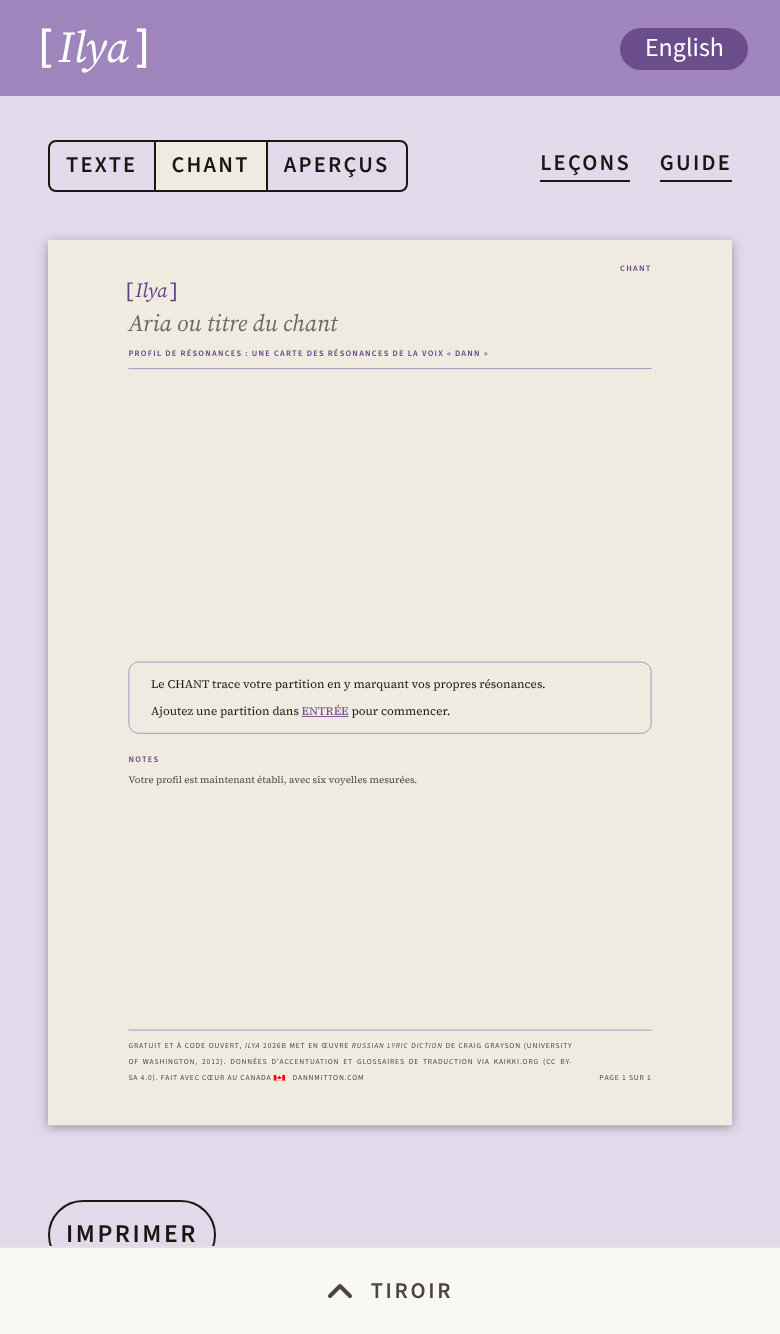 [Ilya]
English
TEXTE CHANT APERÇUS
LEÇONS GUIDE
CHANT
[Ilya]
Aria ou titre du chant
PROFIL DE RÉSONANCES : UNE CARTE DES RÉSONANCES DE LA VOIX « DANN »
Le CHANT trace votre partition en y marquant vos propres résonances.
Ajoutez une partition dans ENTRÉE pour commencer.
NOTES
Votre profil est maintenant établi, avec six voyelles mesurées.
GRATUIT ET À CODE OUVERT, ILYA 2026B MET EN ŒUVRE RUSSIAN LYRIC DICTION DE CRAIG GRAYSON (UNIVERSITY
OF WASHINGTON, 2012). DONNÉES D'ACCENTUATION ET GLOSSAIRES DE TRADUCTION VIA KAIKKI.ORG (CC BY-
SA 4.0). FAIT AVEC CŒUR AU CANADA 🇨🇦 DANNMITTON.COM
PAGE 1 SUR 1
IMPRIMER
TIROIR